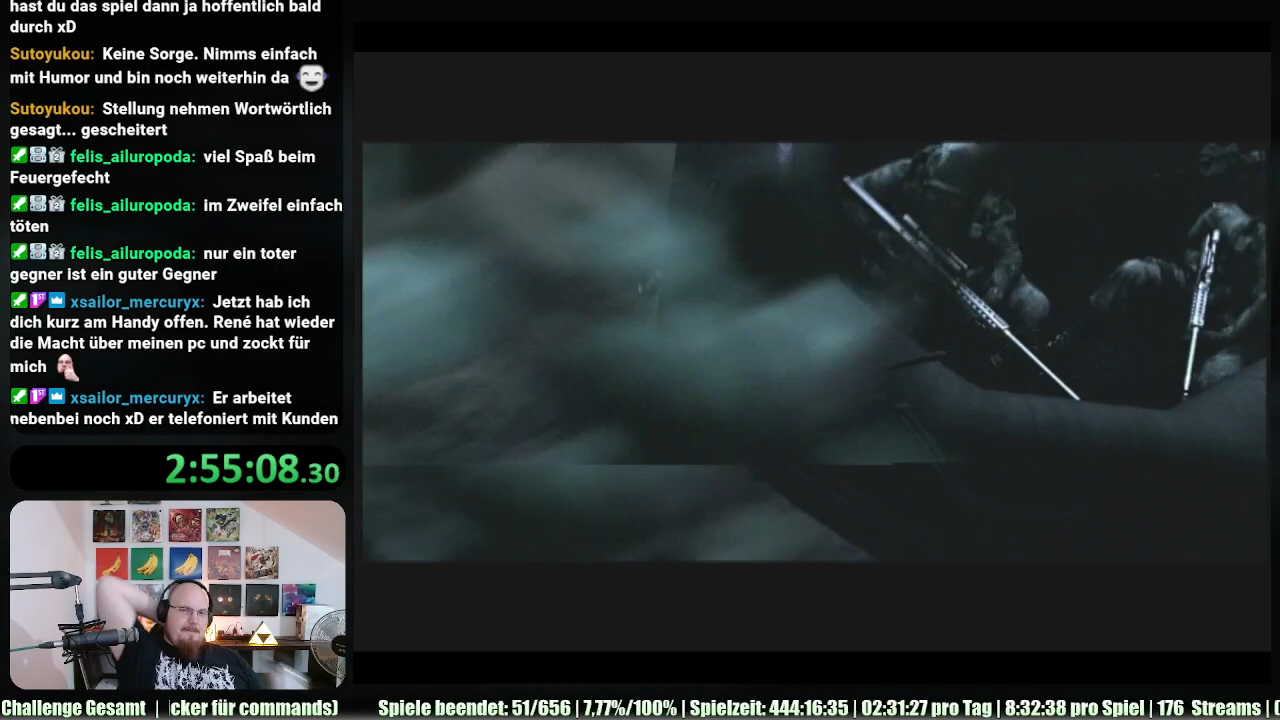 hast du das spiel dann ja hoffentlich bald
durch xD
Sutoyukou: Keine Sorge. Nimms einfach
mit Humor und bin noch weiterhin da
Sutoyukou: Stellung nehmen Wortwörtlich
gesagt... gescheitert
felis_ailuropoda: viel Spaß beim
Feuergefecht
felis_ailuropoda: im Zweifel einfach
töten
felis_ailuropoda: nur ein toter
gegner ist ein guter Gegner
xsailor_mercuryx: Jetzt hab ich
dich kurz am Handy offen. René hat wieder
die Macht über meinen pc und zockt für
mich
xsailor_mercuryx: Er arbeitet
nebenbei noch xD er telefoniert mit Kunden
2:55:08.30
Challenge Gesamt | icker für commands) Spiele beendet: 51/656 | 7,77%/100% | Spielzeit: 444:16:35 | 02:31:27 pro Tag | 8:32:38 pro Spiel | 176 Streams |